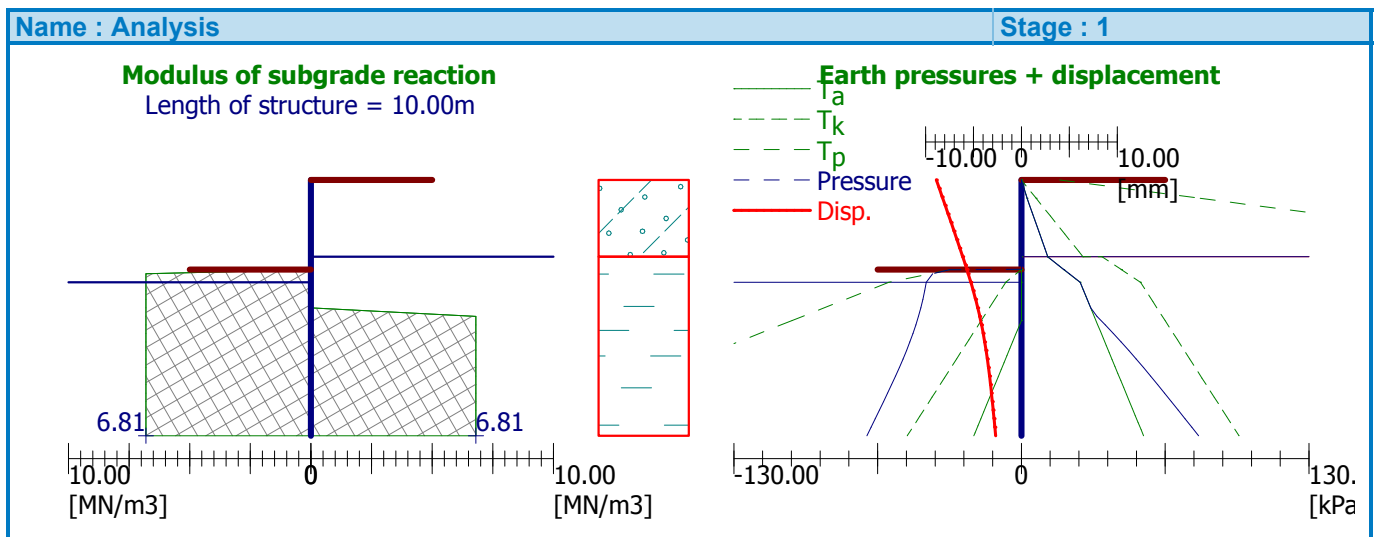 Name : Analysis Stage : 1
Modulus of subgrade reaction
Length of structure = 10.00m
Earth pressures + displacement
Ta
Tk
Tp
Pressure
Disp.
-10.00 0 10.00
[mm]
6.81 6.81
10.00 0 10.00
[MN/m3] [MN/m3]
-130.00 0 130.
[kPa